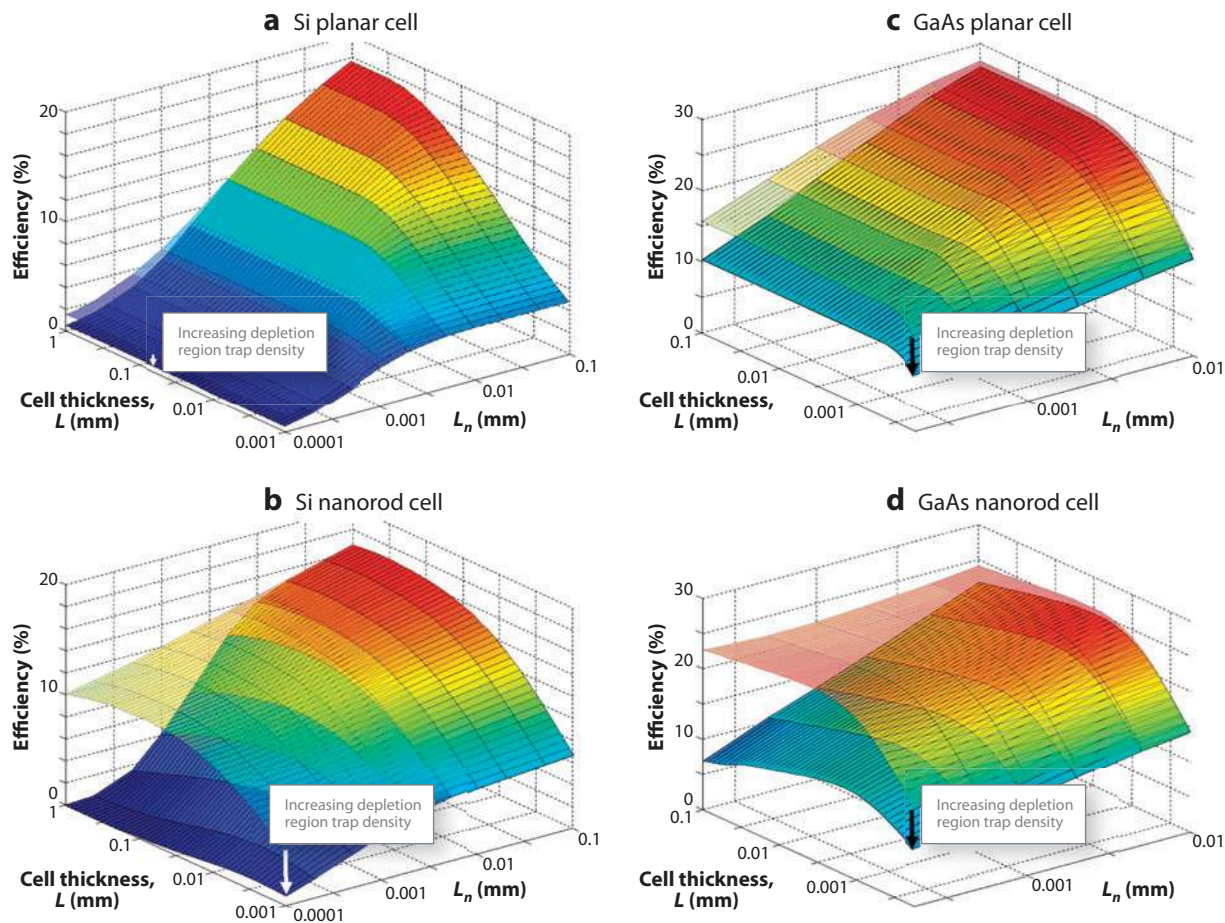 a Si planar cell
20
10
0
Efficiency (%)
1
0.1
0.01
0.001
Cell thickness,
L (mm)
0.0001
0.001
0.01
0.1
Ln (mm)
Increasing depletion
region trap density
c GaAs planar cell
30
20
10
0
Efficiency (%)
0.1
0.01
0.001
Cell thickness,
L (mm)
0.001
0.01
Ln (mm)
Increasing depletion
region trap density
b Si nanorod cell
20
10
0
Efficiency (%)
1
0.1
0.01
0.001
Cell thickness,
L (mm)
0.0001
0.001
0.01
0.1
Ln (mm)
Increasing depletion
region trap density
d GaAs nanorod cell
30
20
10
0
Efficiency (%)
0.1
0.01
0.001
Cell thickness,
L (mm)
0.001
0.01
Ln (mm)
Increasing depletion
region trap density